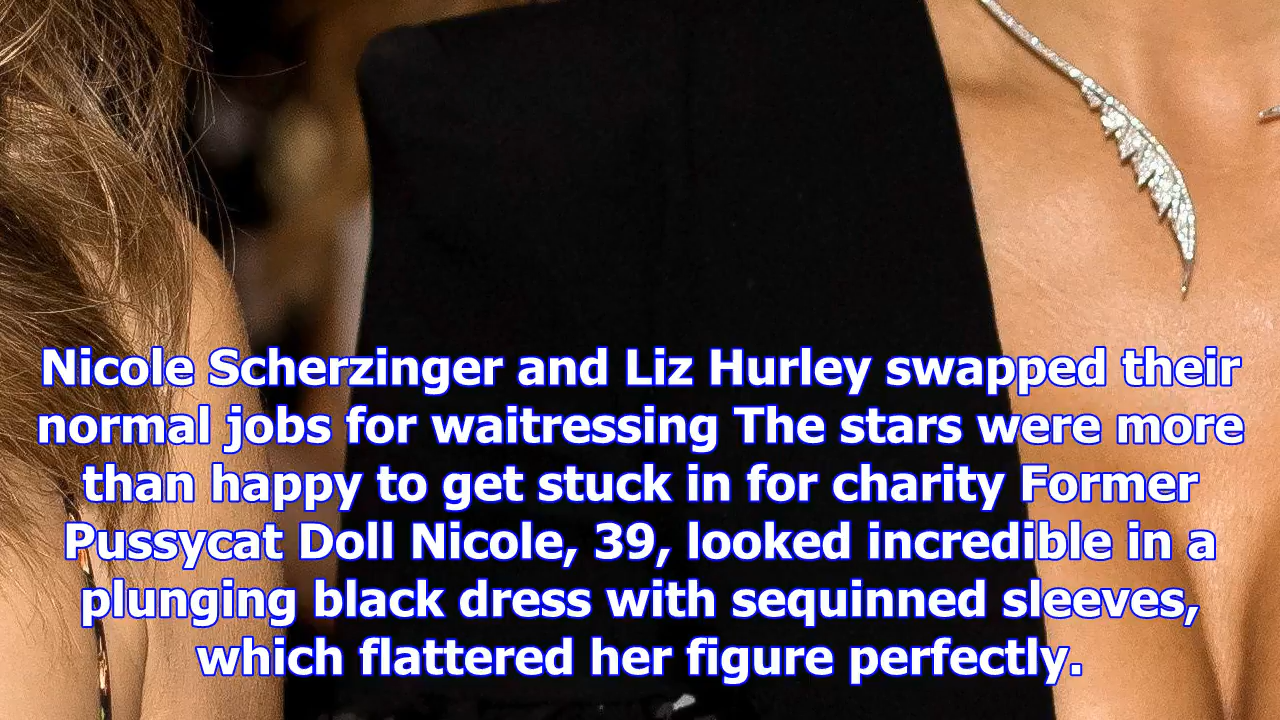 Nicole Scherzinger and Liz Hurley swapped their
normal jobs for waitressing The stars were more
than happy to get stuck in for charity Former
Pussycat Doll Nicole, 39, looked incredible in a
plunging black dress with sequinned sleeves,
which flattered her figure perfectly.